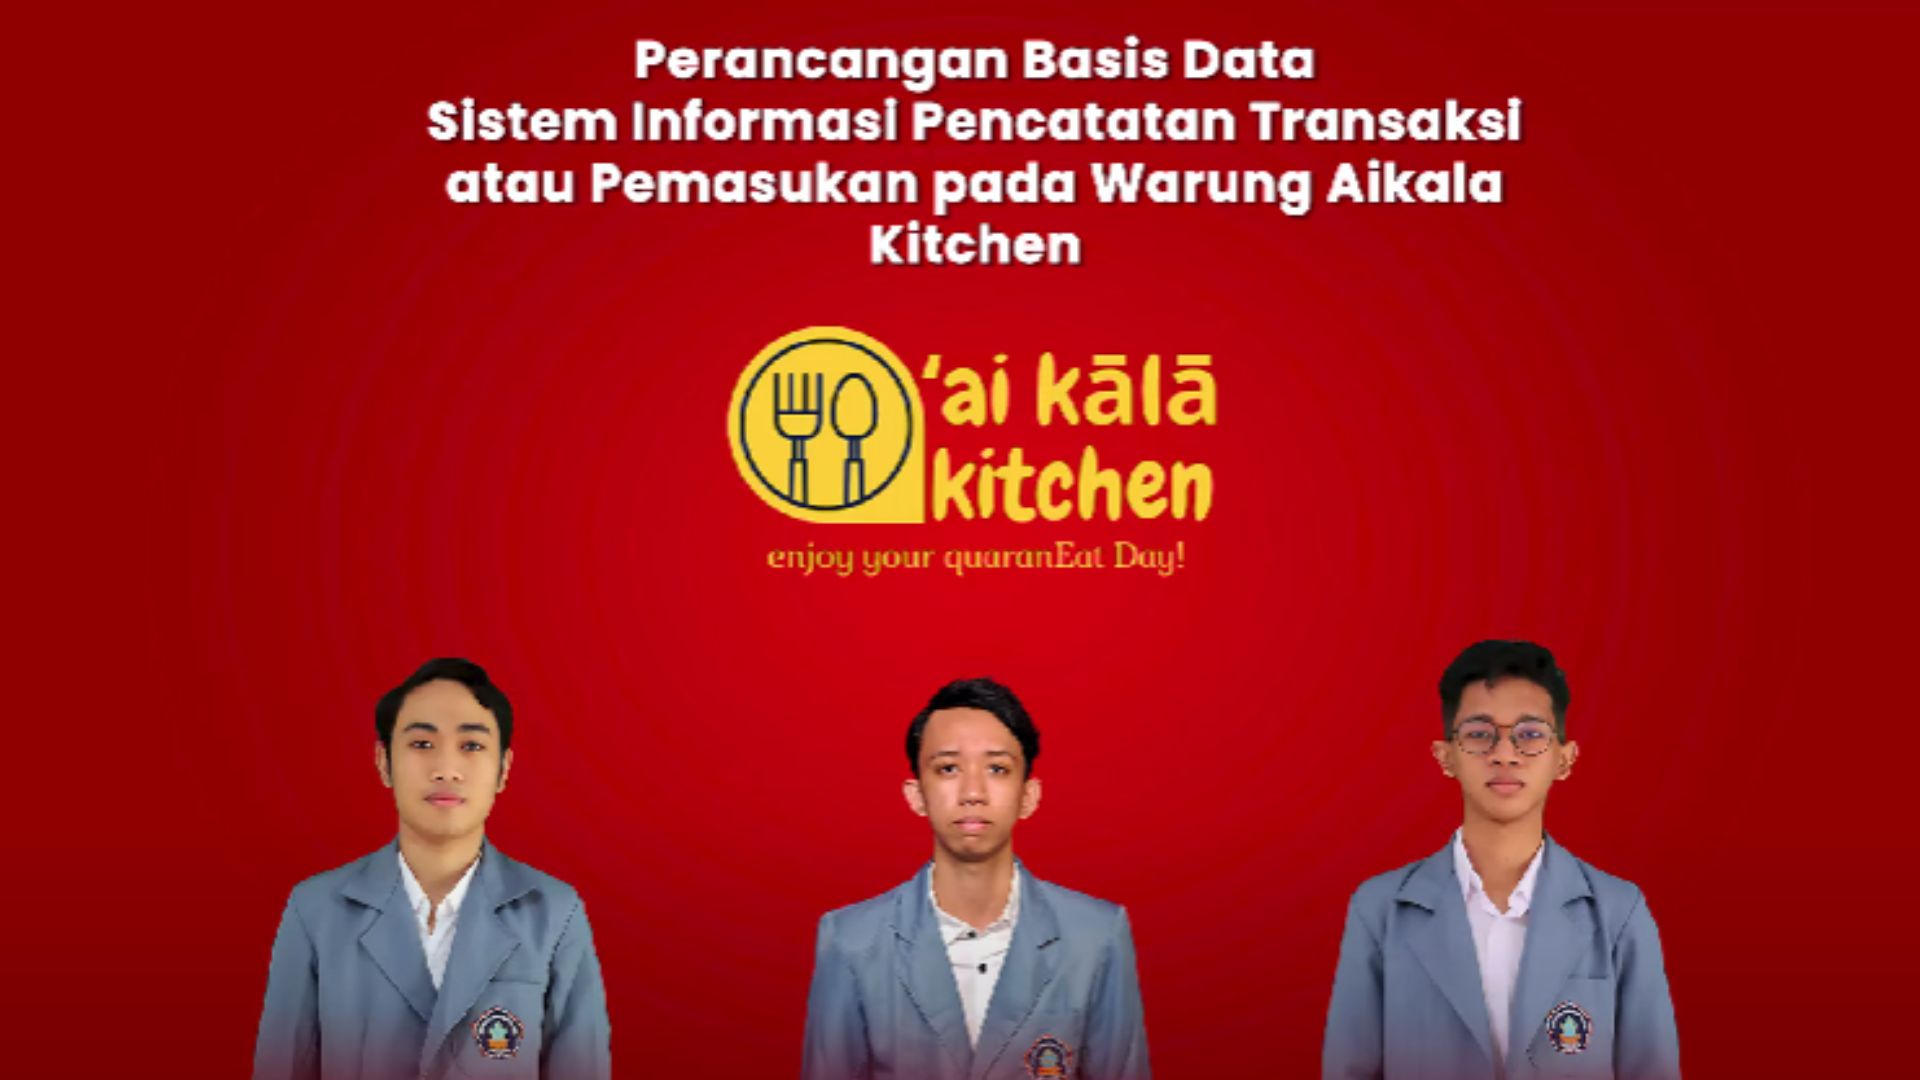 Perancangan Basis Data
Sistem Informasi Pencatatan Transaksi
atau Pemasukan pada Warung Aikala
Kitchen
ʻai kālā
kitchen
enjoy your quaranEat Day!